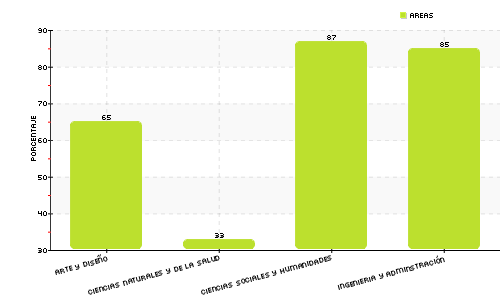 AREAS
90
80
70
60
50
40
30
PORCENTAJE
65
33
87
85
ARTE Y DISEÑO
CIENCIAS NATURALES Y DE LA SALUD
CIENCIAS SOCIALES Y HUMANIDADES
INGENIERIA Y ADMINSTRACIÓN